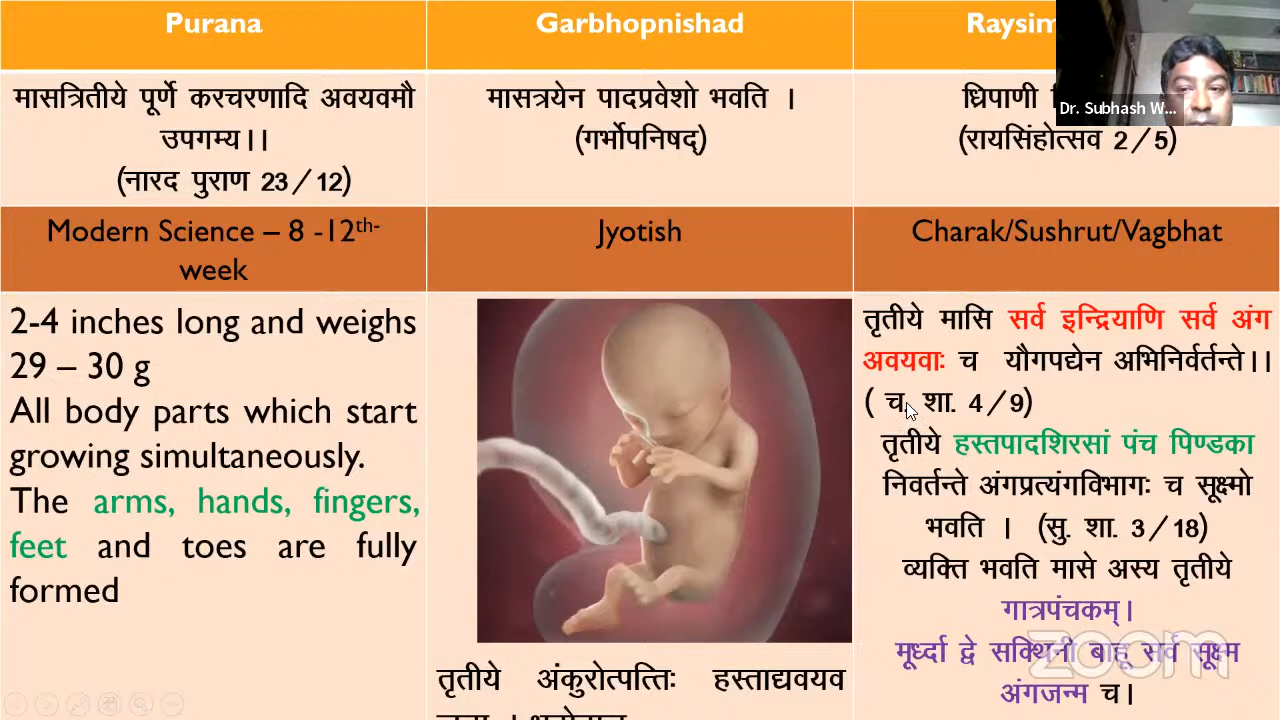 Purana
Garbhopnishad
मासत्रितीये पूर्णे करचरणादि अवयवमौ
उपगम्य।।
(नारद पुराण 23/12)
मासत्रयेन पादप्रवेशो भवति ।
(गर्भोपनिषद्)
ध्रिपाणी
(रायसिंहोत्सव 2/5)
Dr. Subhash W...
Modern Science – 8 -12th-
week
Jyotish
Charak/Sushrut/Vagbhat
2-4 inches long and weighs
29 – 30 g
All body parts which start
growing simultaneously.
The arms, hands, fingers,
feet and toes are fully
formed
तृतीये अंकुरोत्पत्तिः हस्ताद्यवयव
तृतीये मासि सर्व इन्द्रियाणि सर्व अंग
अवयवाः च यौगपद्येन अभिनिर्वर्तन्ते।।
( च. शा. 4/9)
तृतीये हस्तपादशिरसां पंच पिण्डका
निवर्तन्ते अंगप्रत्यंगविभागः च सूक्ष्मो
भवति । (सु. शा. 3/18)
व्यक्ति भवति मासे अस्य तृतीये
गात्रपंचकम्।
मूर्ध्दा द्वे सक्थिनी बाहू सर्व सूक्ष्म
अंगजन्म च।
zoom